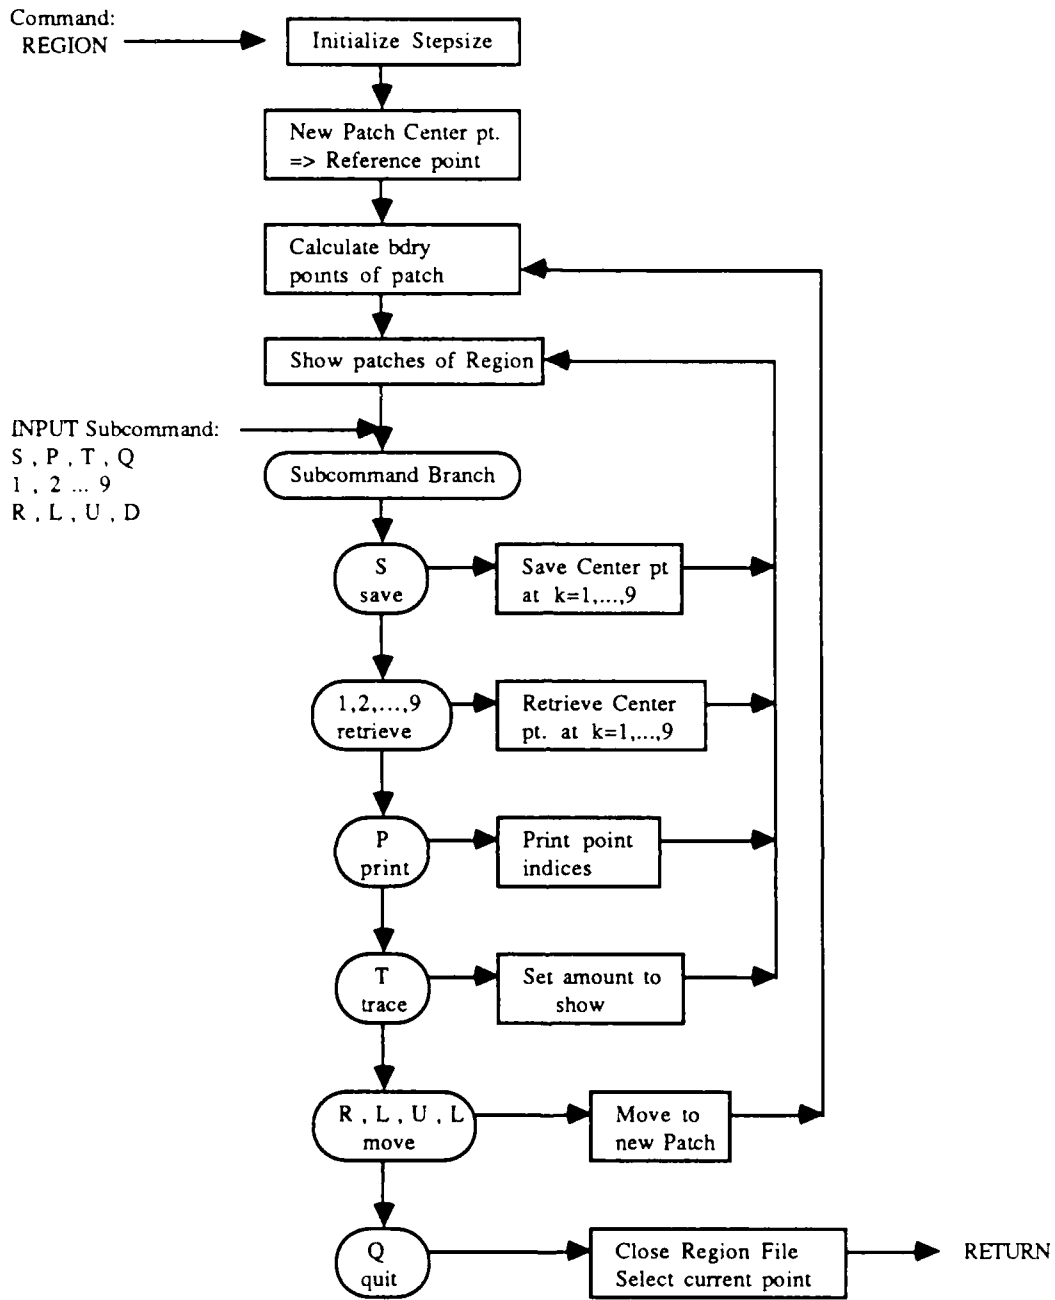 Command:
REGION
Initialize Stepsize
New Patch Center pt.
=> Reference point
Calculate bdry
points of patch
Show patches of Region
INPUT Subcommand:
S , P , T , Q
1 , 2 ... 9
R , L , U , D
Subcommand Branch
S
save
Save Center pt
at k=1,...,9
1,2,...,9
retrieve
Retrieve Center
pt. at k=1,...,9
P
print
Print point
indices
T
trace
Set amount to
show
R , L , U , L
move
Move to
new Patch
Q
quit
Close Region File
Select current point
RETURN